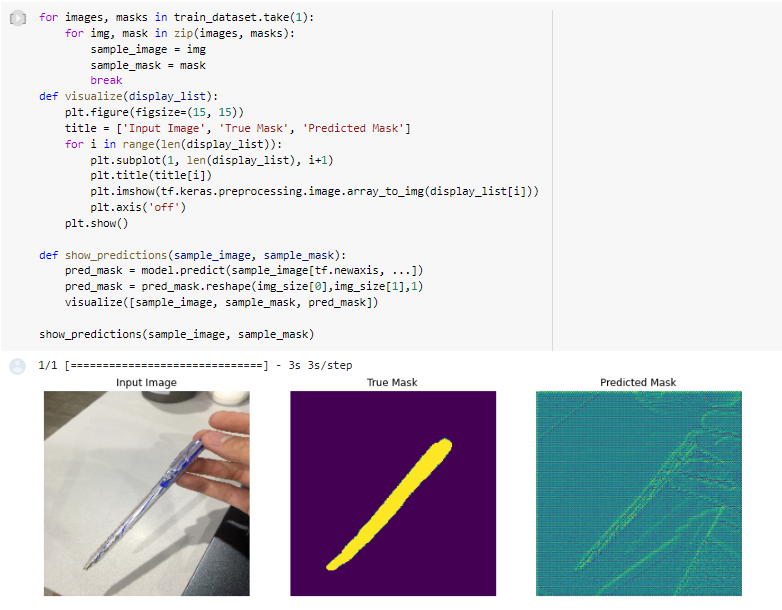 for images, masks in train_dataset.take(1):
    for img, mask in zip(images, masks):
        sample_image = img
        sample_mask = mask
        break
def visualize(display_list):
    plt.figure(figsize=(15, 15))
    title = ['Input Image', 'True Mask', 'Predicted Mask']
    for i in range(len(display_list)):
        plt.subplot(1, len(display_list), i+1)
        plt.title(title[i])
        plt.imshow(tf.keras.preprocessing.image.array_to_img(display_list[i]))
        plt.axis('off')
    plt.show()

def show_predictions(sample_image, sample_mask):
    pred_mask = model.predict(sample_image[tf.newaxis, ...])
    pred_mask = pred_mask.reshape(img_size[0],img_size[1],1)
    visualize([sample_image, sample_mask, pred_mask])

show_predictions(sample_image, sample_mask)
1/1 [==============================] - 3s 3s/step
Input Image
True Mask
Predicted Mask